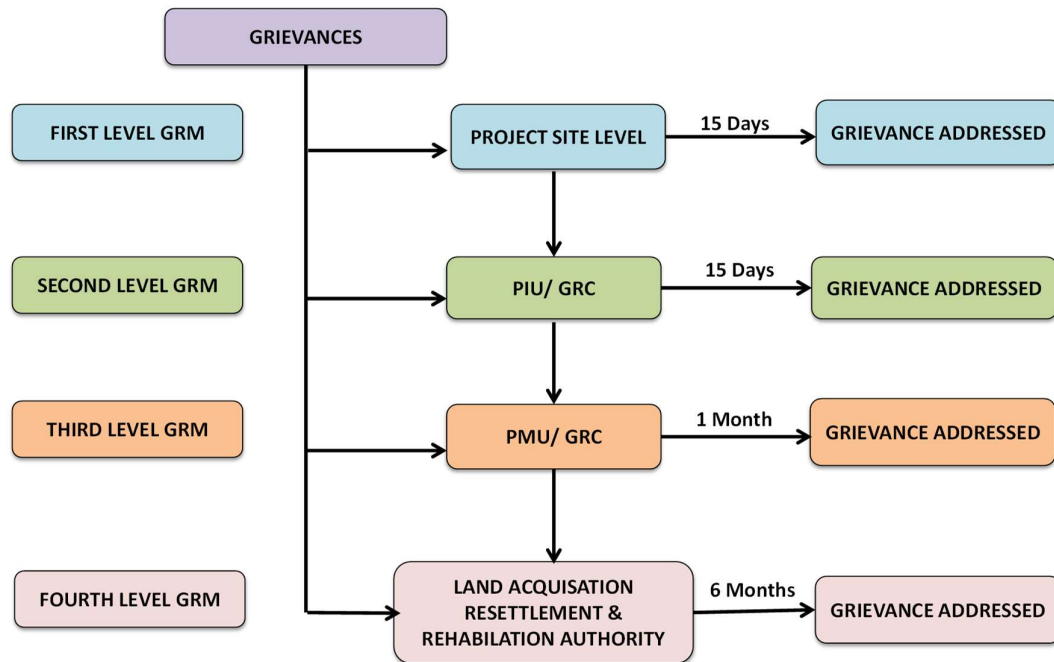 GRIEVANCES
FIRST LEVEL GRM
PROJECT SITE LEVEL
15 Days
GRIEVANCE ADDRESSED
SECOND LEVEL GRM
PIU/ GRC
15 Days
GRIEVANCE ADDRESSED
THIRD LEVEL GRM
PMU/ GRC
1 Month
GRIEVANCE ADDRESSED
FOURTH LEVEL GRM
LAND ACQUISATION
RESETTLEMENT &
REHABILATION AUTHORITY
6 Months
GRIEVANCE ADDRESSED